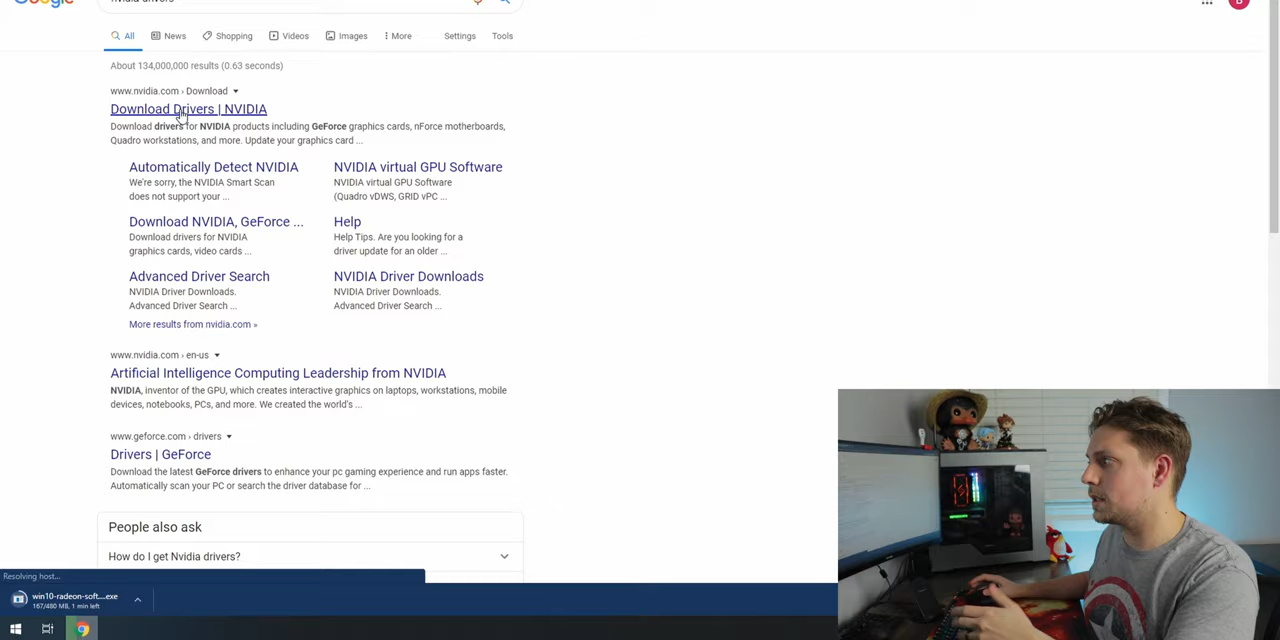 Google
nvidia drivers
B
All News Shopping Videos Images More Settings Tools
About 134,000,000 results (0.63 seconds)
www.nvidia.com › Download
Download Drivers | NVIDIA
Download drivers for NVIDIA products including GeForce graphics cards, nForce motherboards,
Quadro workstations, and more. Update your graphics card ...
Automatically Detect NVIDIA
We're sorry, the NVIDIA Smart Scan
does not support your ...
NVIDIA virtual GPU Software
NVIDIA virtual GPU Software
(Quadro vDWS, GRID vPC ...
Download NVIDIA, GeForce ...
Download drivers for NVIDIA
graphics cards, video cards ...
Help
Help Tips. Are you looking for a
driver update for an older ...
Advanced Driver Search
NVIDIA Driver Downloads.
Advanced Driver Search ...
NVIDIA Driver Downloads
NVIDIA Driver Downloads.
Advanced Driver Search ...
More results from nvidia.com »
www.nvidia.com › en-us
Artificial Intelligence Computing Leadership from NVIDIA
NVIDIA, inventor of the GPU, which creates interactive graphics on laptops, workstations, mobile
devices, notebooks, PCs, and more. We created the world's ...
www.geforce.com › drivers
Drivers | GeForce
Download the latest GeForce drivers to enhance your pc gaming experience and run apps faster.
Automatically scan your PC or search the driver database for ...
People also ask
How do I get Nvidia drivers?
Resolving host...
win10-radeon-soft....exe
167/480 MB, 1 min left